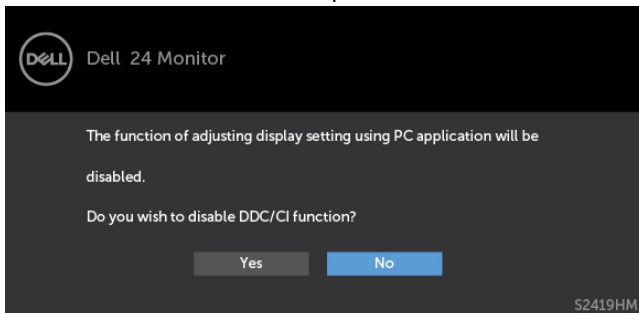 DELL
Dell 24 Monitor
The function of adjusting display setting using PC application will be
disabled.
Do you wish to disable DDC/CI function?
Yes No
S2419HM